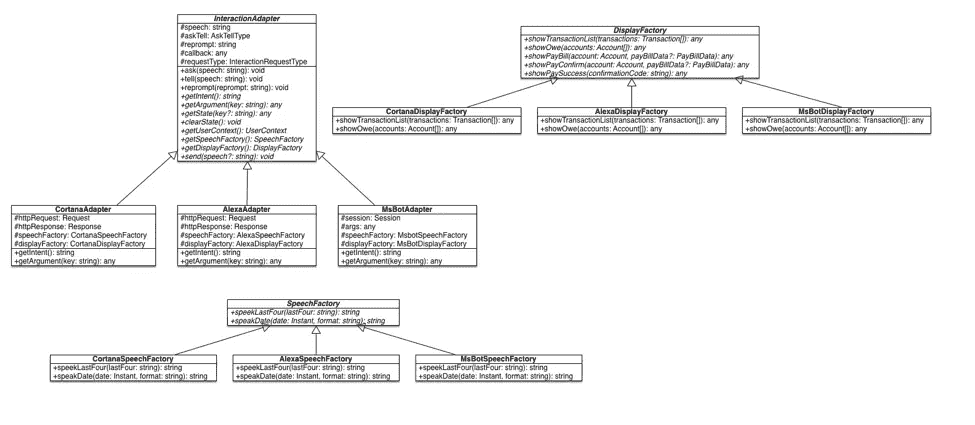 InteractionAdapter
#speech: string
#askTell: AskTellType
#reprompt: string
#callback: any
#requestType: InteractionRequestType
+ask(speech: string): void
+tell(speech: string): void
+reprompt(reprompt: string): void
+getIntent(): string
+getArgument(key: string): any
+getState(key?: string): any
+clearState(): void
+getUserContext(): UserContext
+getSpeechFactory(): SpeechFactory
+getDisplayFactory(): DisplayFactory
+send(speech?: string): void
DisplayFactory
+showTransactionList(transactions: Transaction[]): any
+showOwe(accounts: Account[]): any
+showPayBill(account: Account, payBillData?: PayBillData): any
+showPayConfirm(account: Account, payBillData?: PayBillData): any
+showPaySuccess(confirmationCode: string): any
CortanaDisplayFactory
+showTransactionList(transactions: Transaction[]): any
+showOwe(accounts: Account[]): any
AlexaDisplayFactory
+showTransactionList(transactions: Transaction[]): any
+showOwe(accounts: Account[]): any
MsBotDisplayFactory
+showTransactionList(transactions: Transaction[]): any
+showOwe(accounts: Account[]): any
CortanaAdapter
#httpRequest: Request
#httpResponse: Response
#speechFactory: CortanaSpeechFactory
#displayFactory: CortanaDisplayFactory
+getIntent(): string
+getArgument(key: string): any
AlexaAdapter
#httpRequest: Request
#httpResponse: Response
#speechFactory: AlexaSpeechFactory
#displayFactory: AlexaDisplayFactory
+getIntent(): string
+getArgument(key: string): any
MsBotAdapter
#session: Session
#args: any
#speechFactory: MsbotSpeechFactory
#displayFactory: MsBotDisplayFactory
+getIntent(): string
+getArgument(key: string): any
SpeechFactory
+speekLastFour(lastFour: string): string
+speakDate(date: Instant, format: string): string
CortanaSpeechFactory
+speekLastFour(lastFour: string): string
+speakDate(date: Instant, format: string): string
AlexaSpeechFactory
+speekLastFour(lastFour: string): string
+speakDate(date: Instant, format: string): string
MsBotSpeechFactory
+speekLastFour(lastFour: string): string
+speakDate(date: Instant, format: string): string